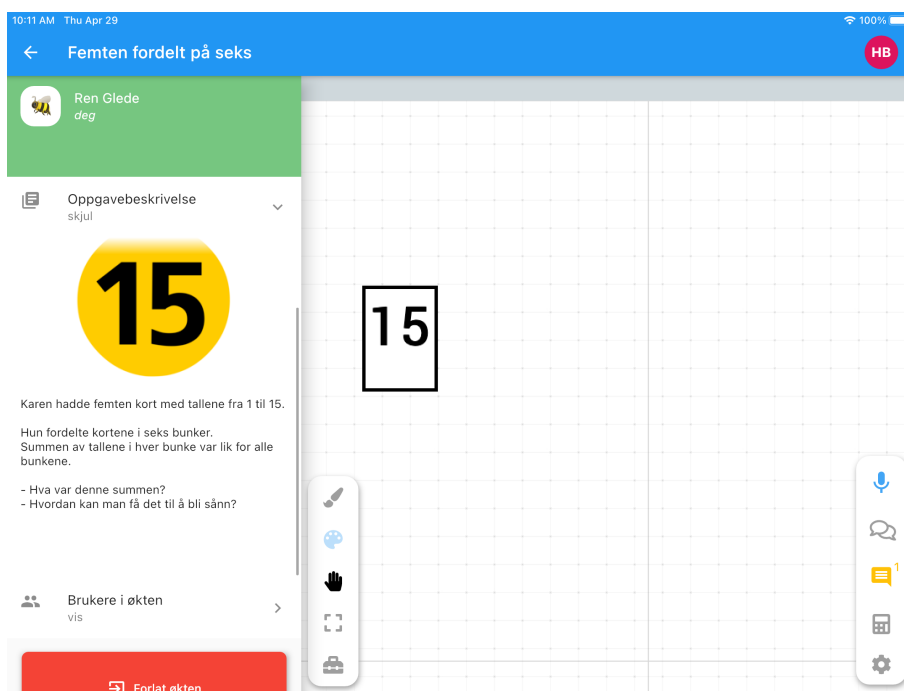 10:11 AM Thu Apr 29
100%
Femten fordelt på seks
HB
Ren Glede
deg
Oppgavebeskrivelse
skjul
15
Karen hadde femten kort med tallene fra 1 til 15.
Hun fordelte kortene i seks bunker.
Summen av tallene i hver bunke var lik for alle
bunkene.
- Hva var denne summen?
- Hvordan kan man få det til å bli sånn?
Brukere i økten
vis
Forlat økten
15
1